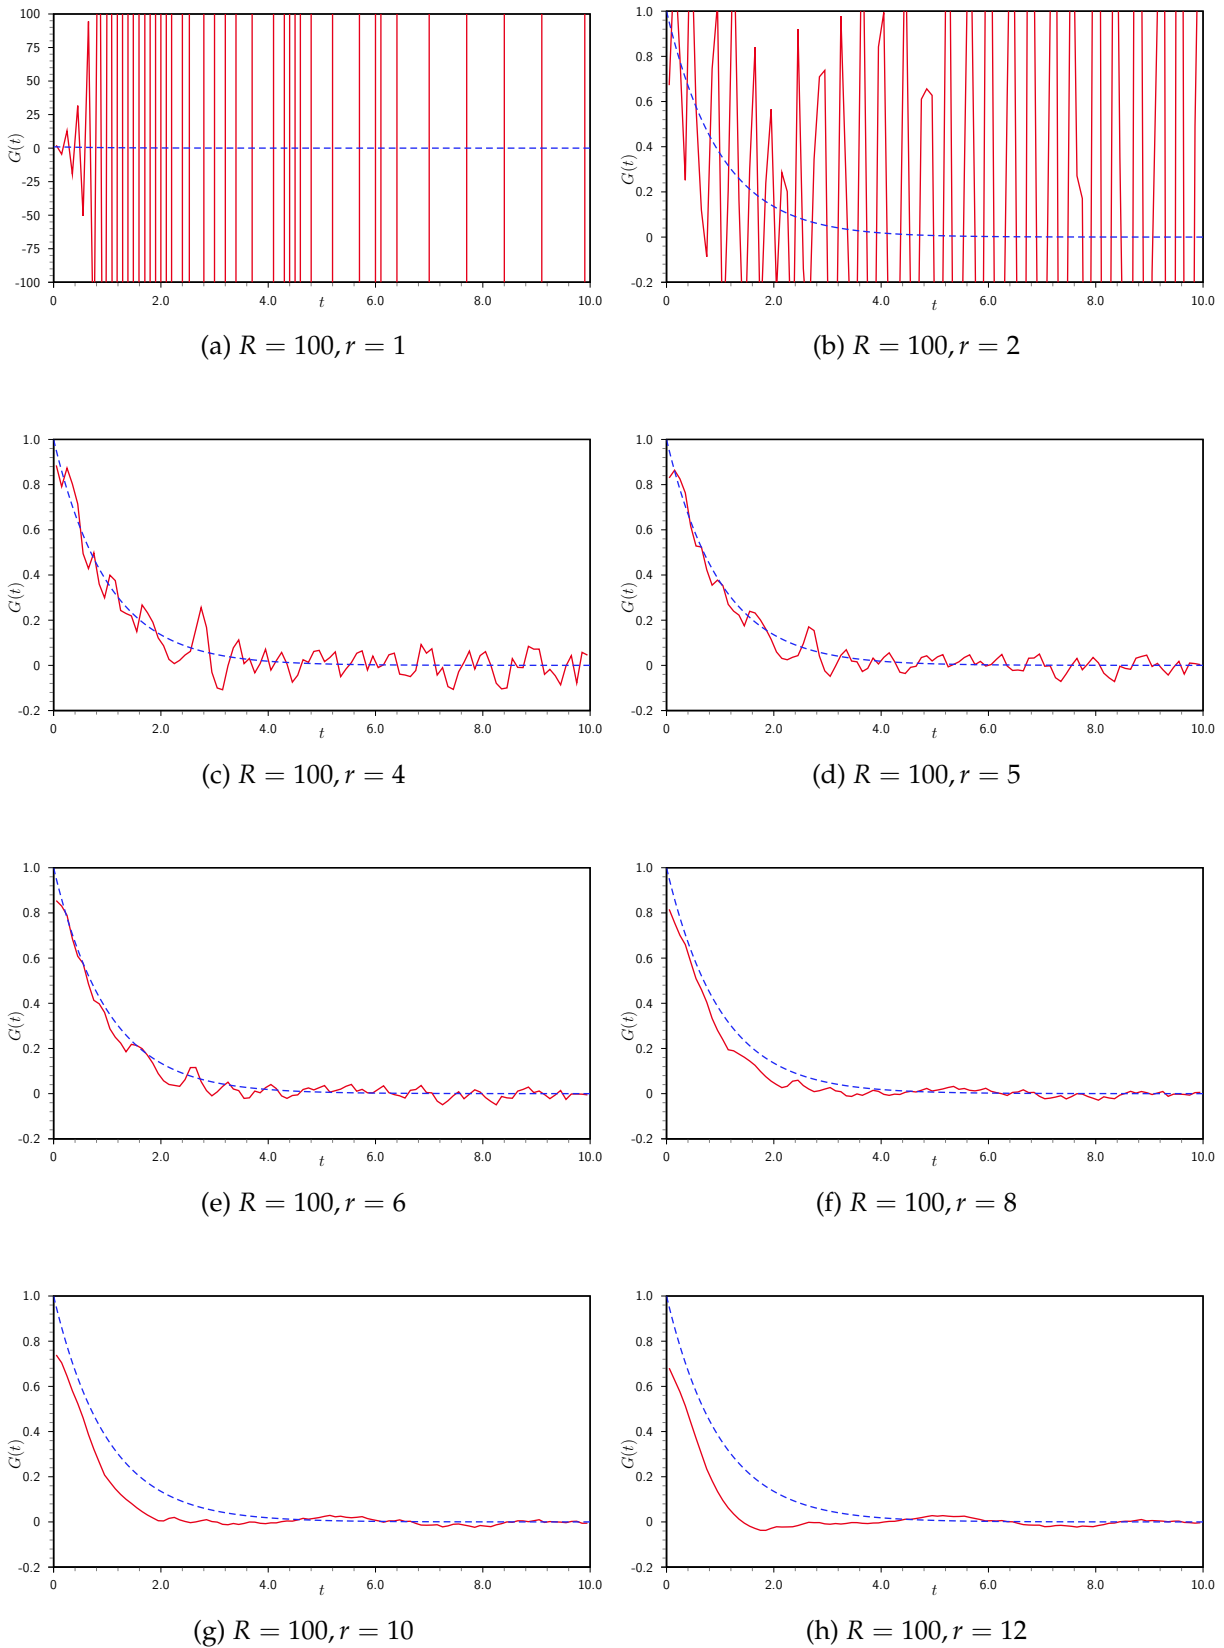 100
75
50
25
0
-25
-50
-75
-100
G(t)
0 2.0 4.0 6.0 8.0 10.0
t
(a) R = 100, r = 1
1.0
0.8
0.6
0.4
0.2
0
-0.2
G(t)
0 2.0 4.0 6.0 8.0 10.0
t
(b) R = 100, r = 2
1.0
0.8
0.6
0.4
0.2
0
-0.2
G(t)
0 2.0 4.0 6.0 8.0 10.0
t
(c) R = 100, r = 4
1.0
0.8
0.6
0.4
0.2
0
-0.2
G(t)
0 2.0 4.0 6.0 8.0 10.0
t
(d) R = 100, r = 5
1.0
0.8
0.6
0.4
0.2
0
-0.2
G(t)
0 2.0 4.0 6.0 8.0 10.0
t
(e) R = 100, r = 6
1.0
0.8
0.6
0.4
0.2
0
-0.2
G(t)
0 2.0 4.0 6.0 8.0 10.0
t
(f) R = 100, r = 8
1.0
0.8
0.6
0.4
0.2
0
-0.2
G(t)
0 2.0 4.0 6.0 8.0 10.0
t
(g) R = 100, r = 10
1.0
0.8
0.6
0.4
0.2
0
-0.2
G(t)
0 2.0 4.0 6.0 8.0 10.0
t
(h) R = 100, r = 12